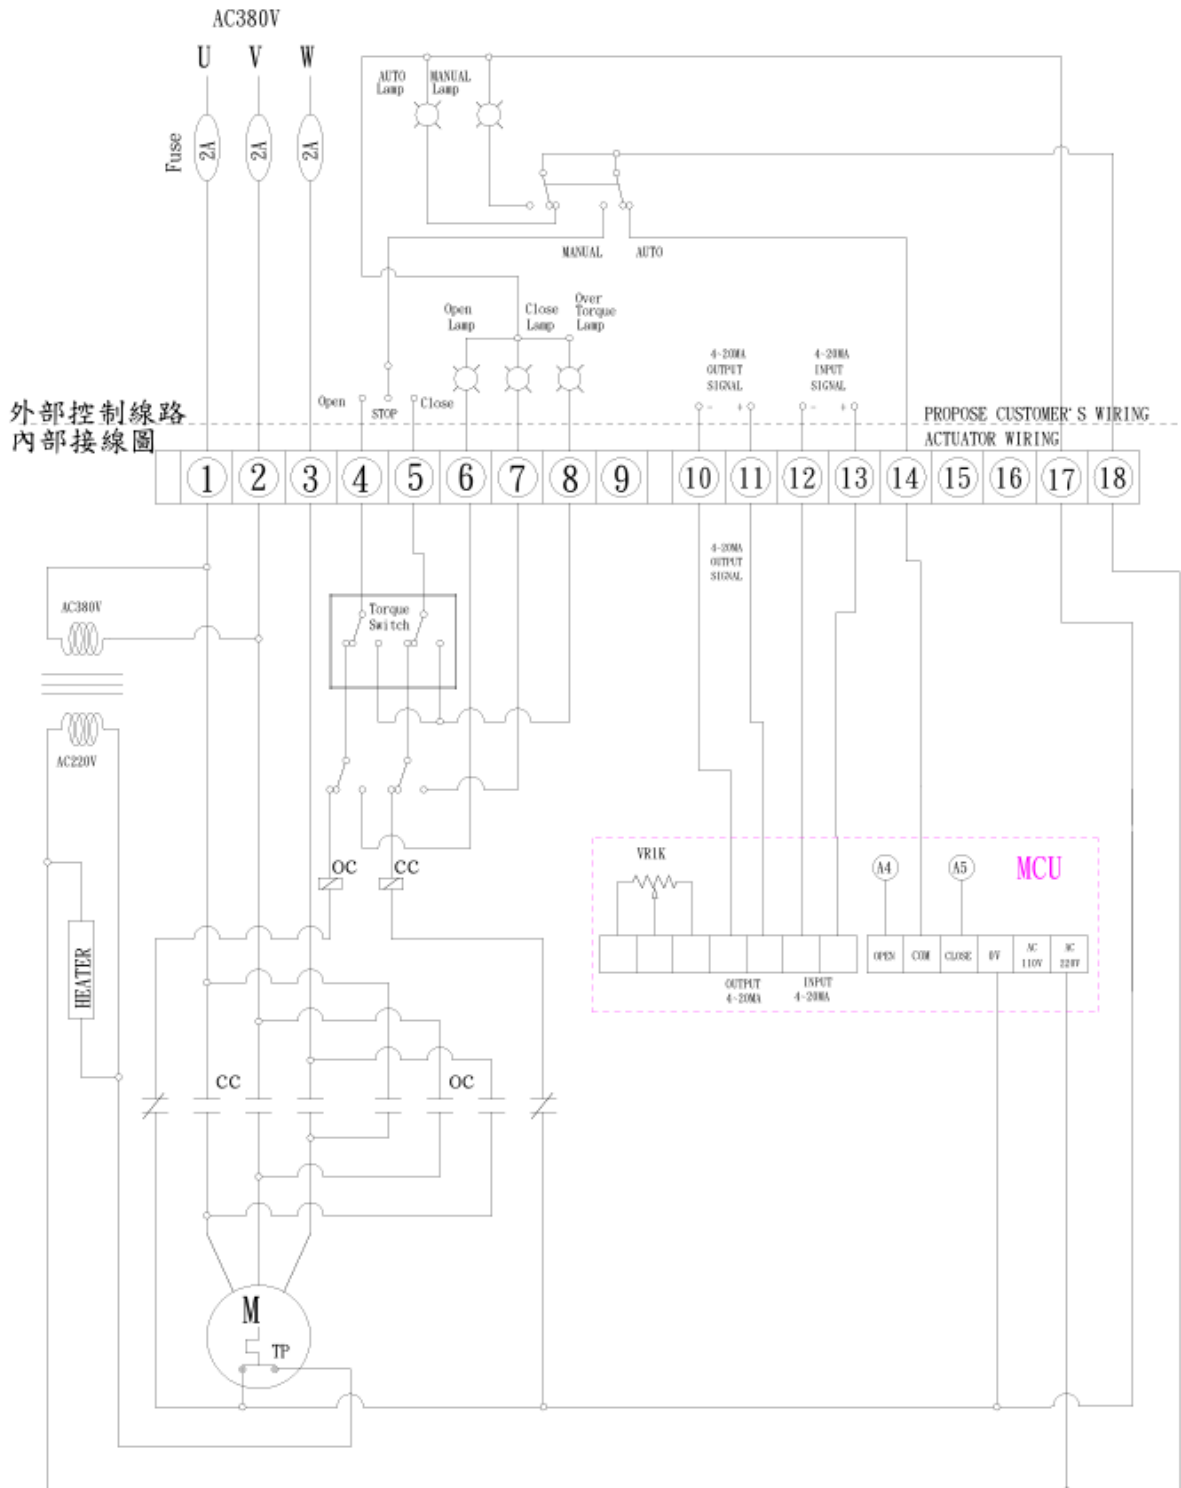 AC380V
U V W
AUTO
Lamp
MANUAL
Lamp
Fuse
2A 2A 2A
MANUAL AUTO
Open
Lamp
Close
Lamp
Over
Torque
Lamp
4~20MA
OUTPUT
SIGNAL
4~20MA
INPUT
SIGNAL
Open STOP Close
- + - +
外部控制線路
PROPOSE CUSTOMER'S WIRING
內部接線圖
ACTUATOR WIRING
1 2 3 4 5 6 7 8 9 10 11 12 13 14 15 16 17 18
4~20MA
OUTPUT
SIGNAL
AC380V
Torque
Switch
AC220V
OC CC
VR1K
A4 A5
MCU
HEATER
OPEN COM CLOSE 0V
AC
110V
AC
220V
OUTPUT
4~20MA
INPUT
4~20MA
CC OC
M
TP